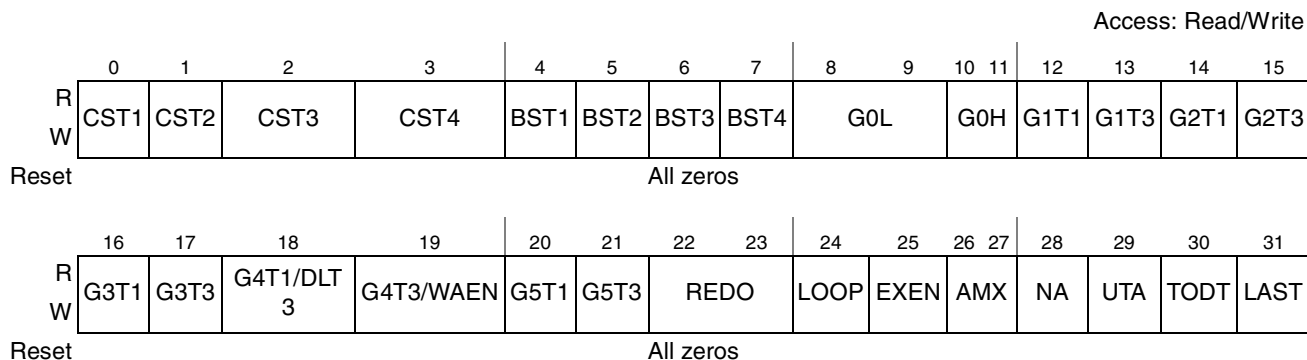 Access: Read/Write
0 1 2 3 4 5 6 7 8 9 10 11 12 13 14 15
R
W
CST1 CST2 CST3 CST4 BST1 BST2 BST3 BST4 G0L G0H G1T1 G1T3 G2T1 G2T3
Reset All zeros
16 17 18 19 20 21 22 23 24 25 26 27 28 29 30 31
R
W
G3T1 G3T3 G4T1/DLT
3
G4T3/WAEN G5T1 G5T3 REDO LOOP EXEN AMX NA UTA TODT LAST
Reset All zeros